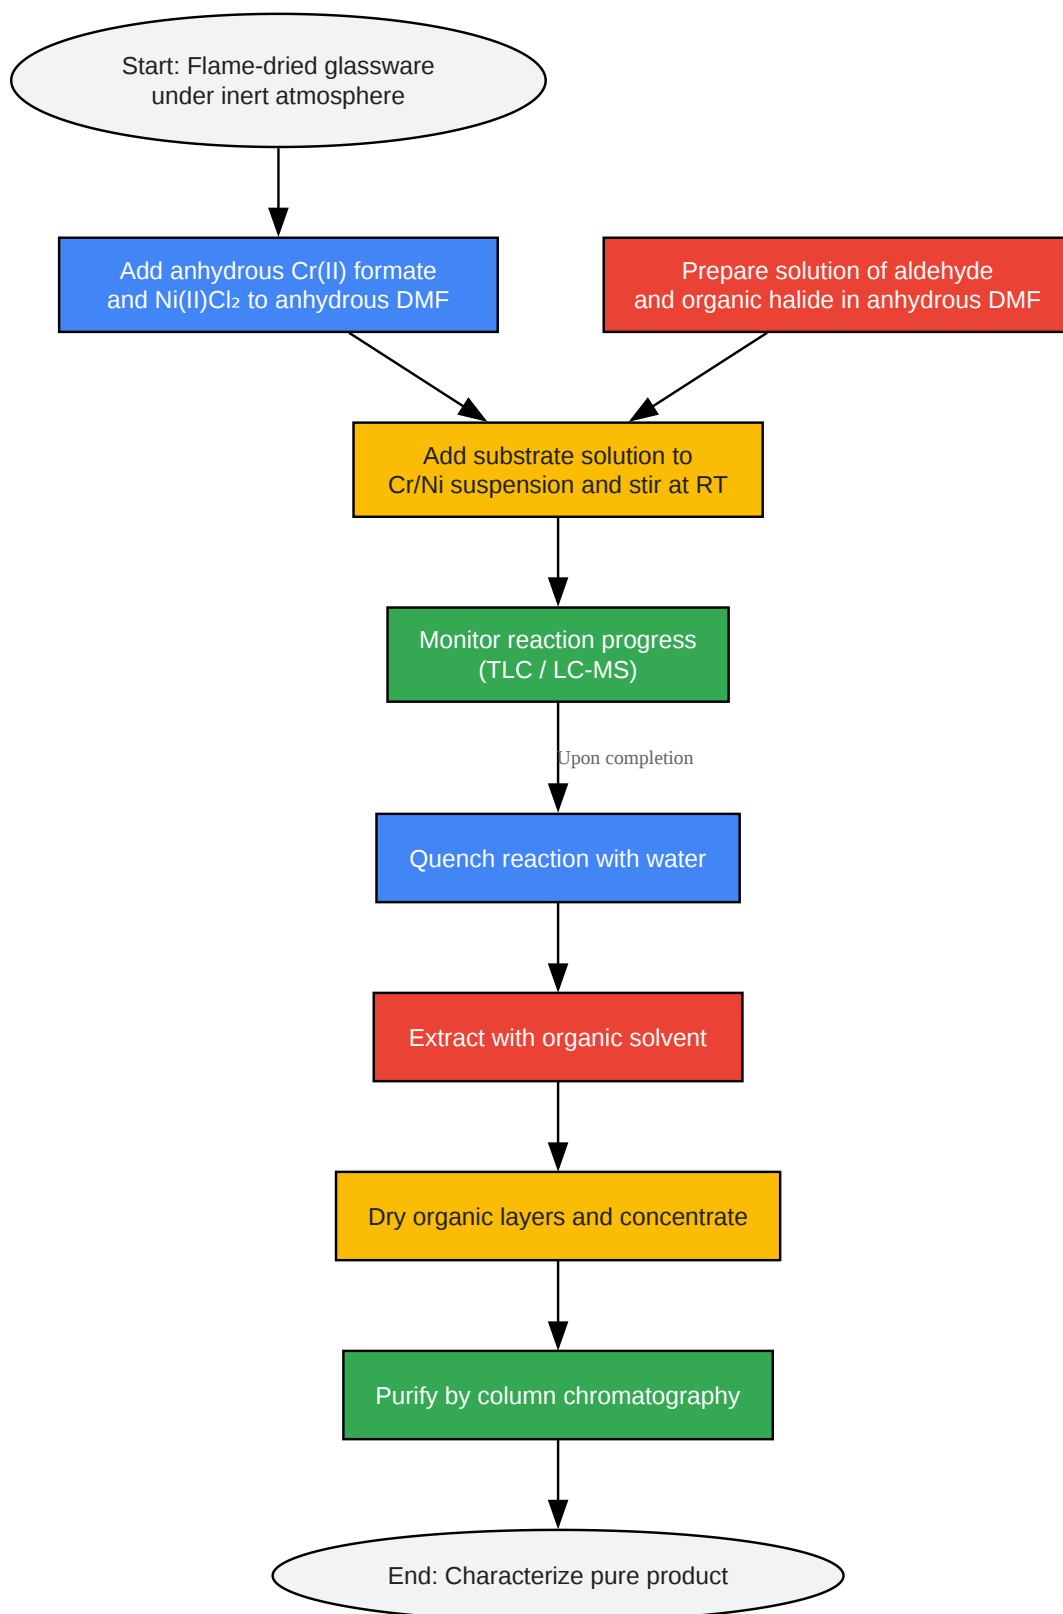 Start: Flame-dried glassware
under inert atmosphere
Add anhydrous Cr(II) formate
and Ni(II)Cl₂ to anhydrous DMF
Prepare solution of aldehyde
and organic halide in anhydrous DMF
Add substrate solution to
Cr/Ni suspension and stir at RT
Monitor reaction progress
(TLC / LC-MS)
Upon completion
Quench reaction with water
Extract with organic solvent
Dry organic layers and concentrate
Purify by column chromatography
End: Characterize pure product